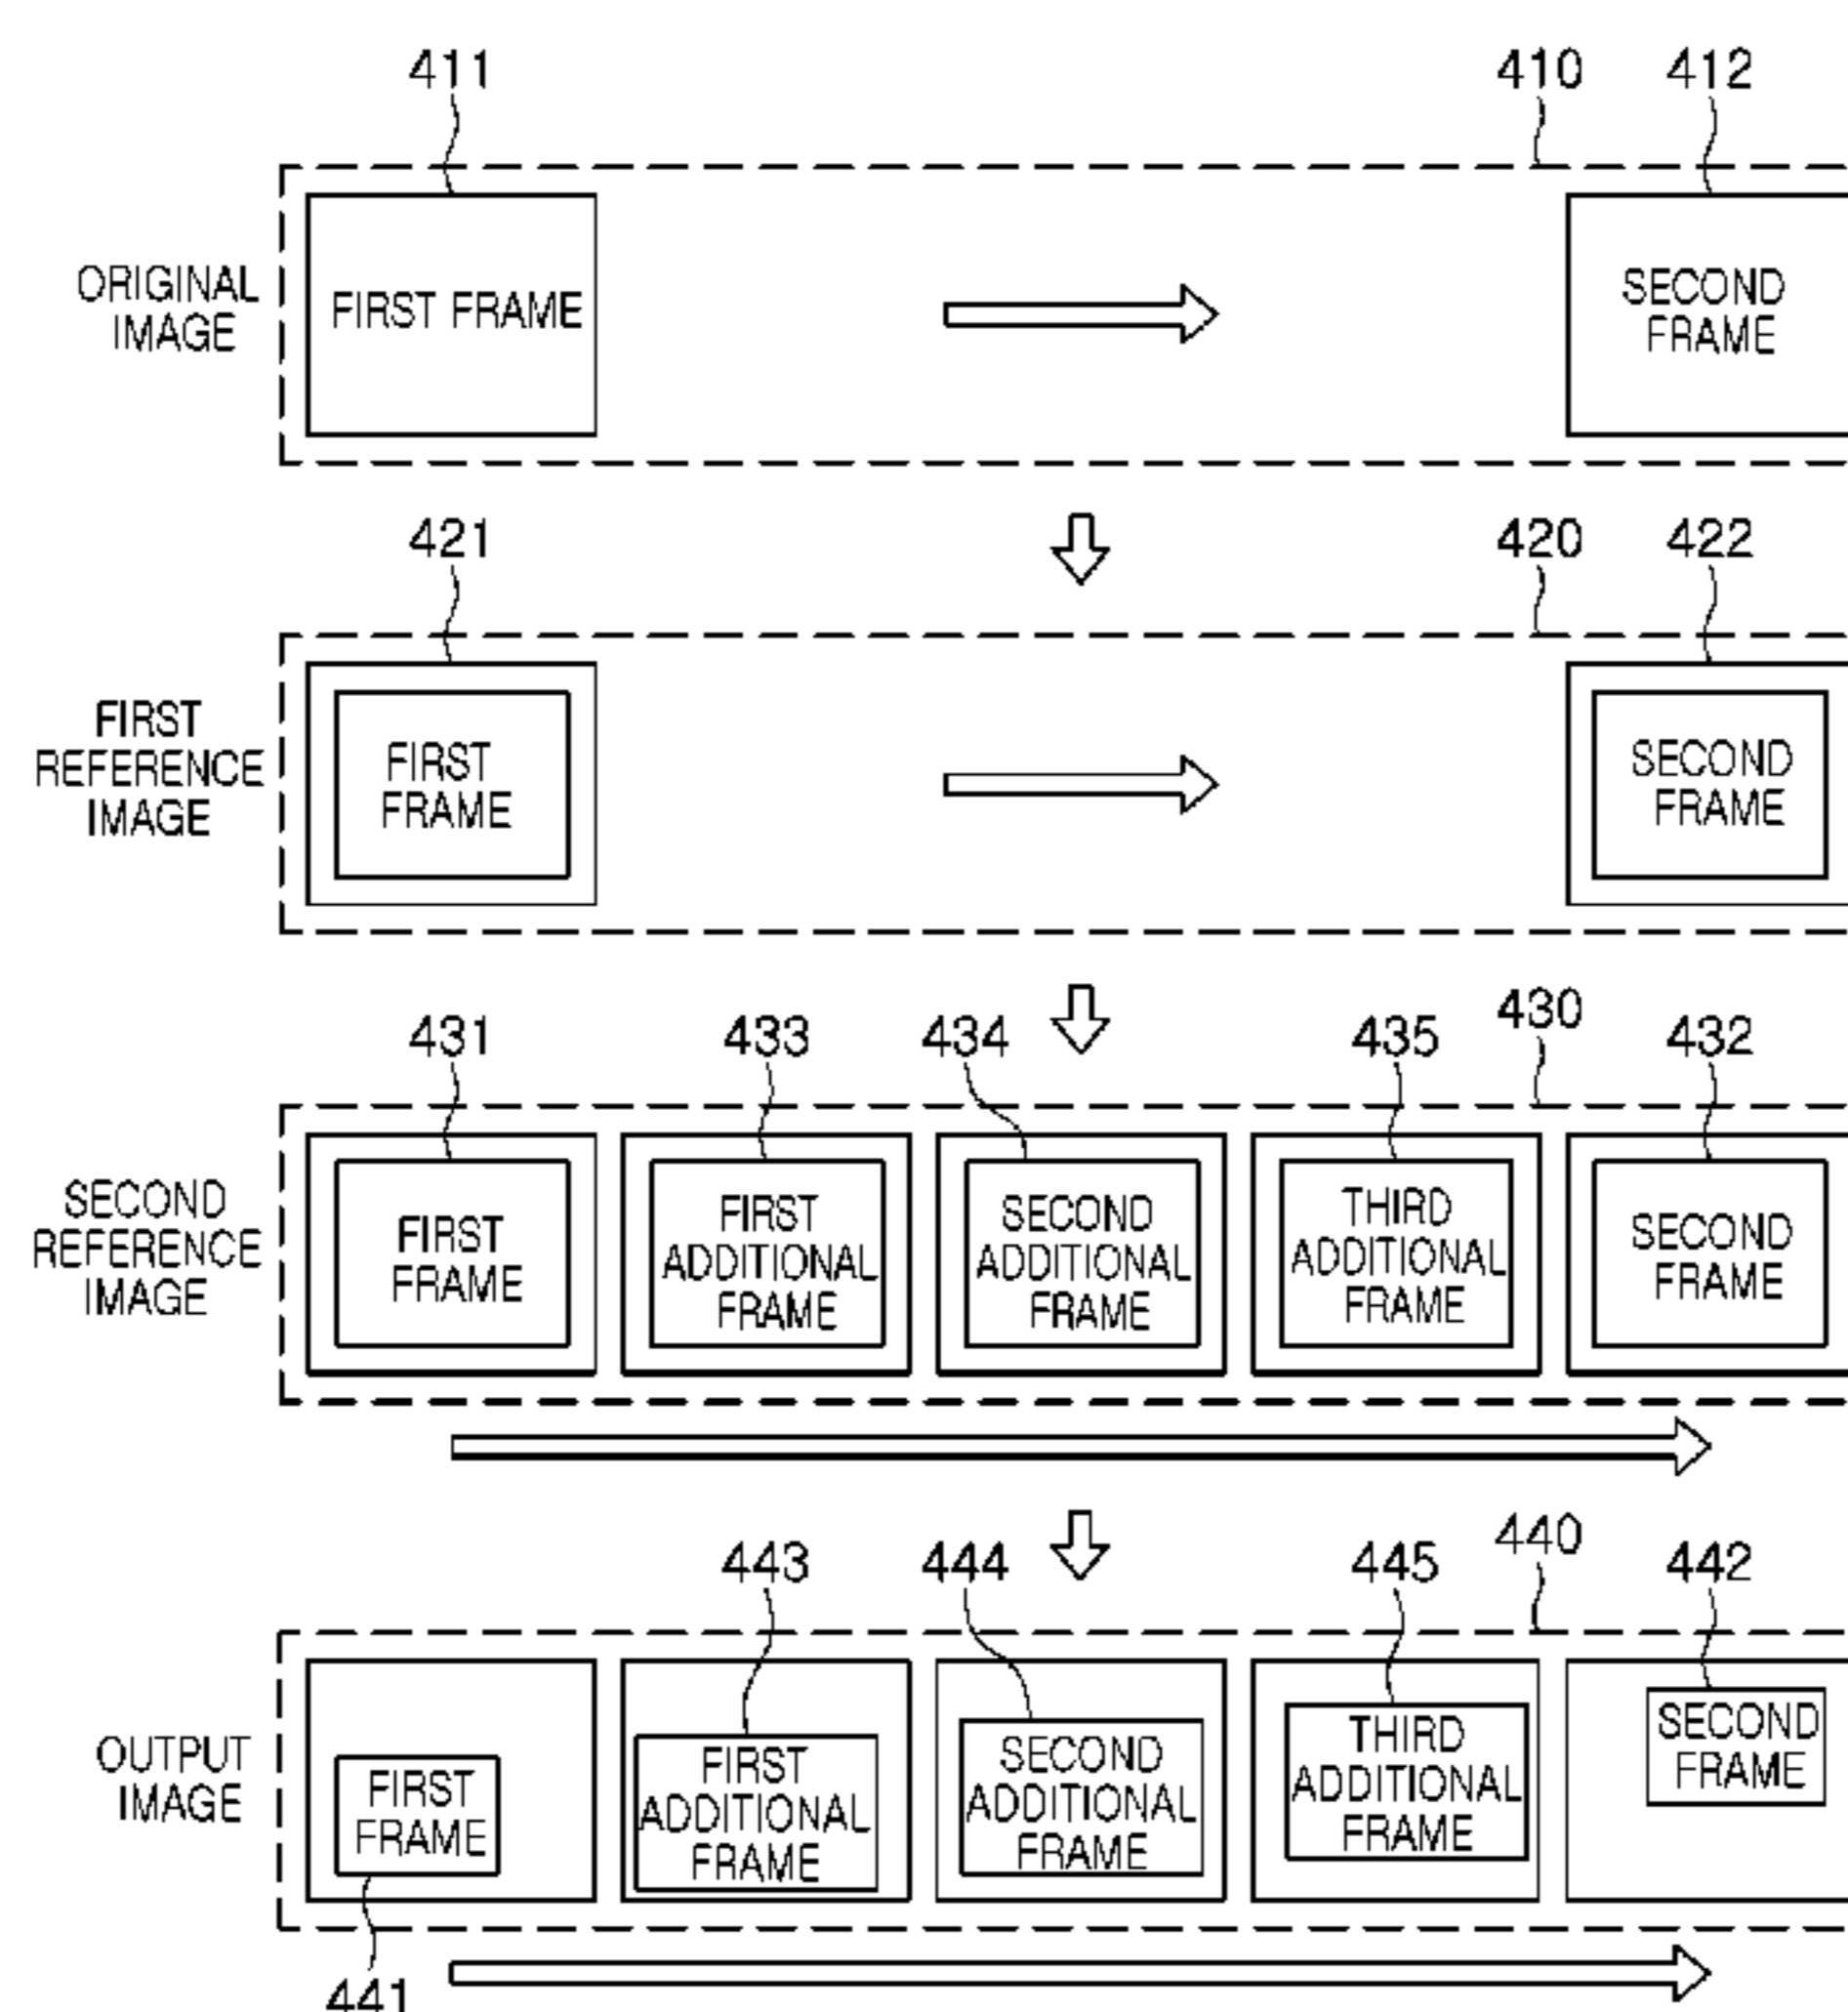 411
410
412
ORIGINAL
IMAGE
FIRST FRAME
SECOND
FRAME
421
420
422
FIRST
REFERENCE
IMAGE
FIRST
FRAME
SECOND
FRAME
431
433
434
435
430
432
SECOND
REFERENCE
IMAGE
FIRST
FRAME
FIRST
ADDITIONAL
FRAME
SECOND
ADDITIONAL
FRAME
THIRD
ADDITIONAL
FRAME
SECOND
FRAME
443
444
445
440
442
OUTPUT
IMAGE
FIRST
FRAME
FIRST
ADDITIONAL
FRAME
SECOND
ADDITIONAL
FRAME
THIRD
ADDITIONAL
FRAME
SECOND
FRAME
441